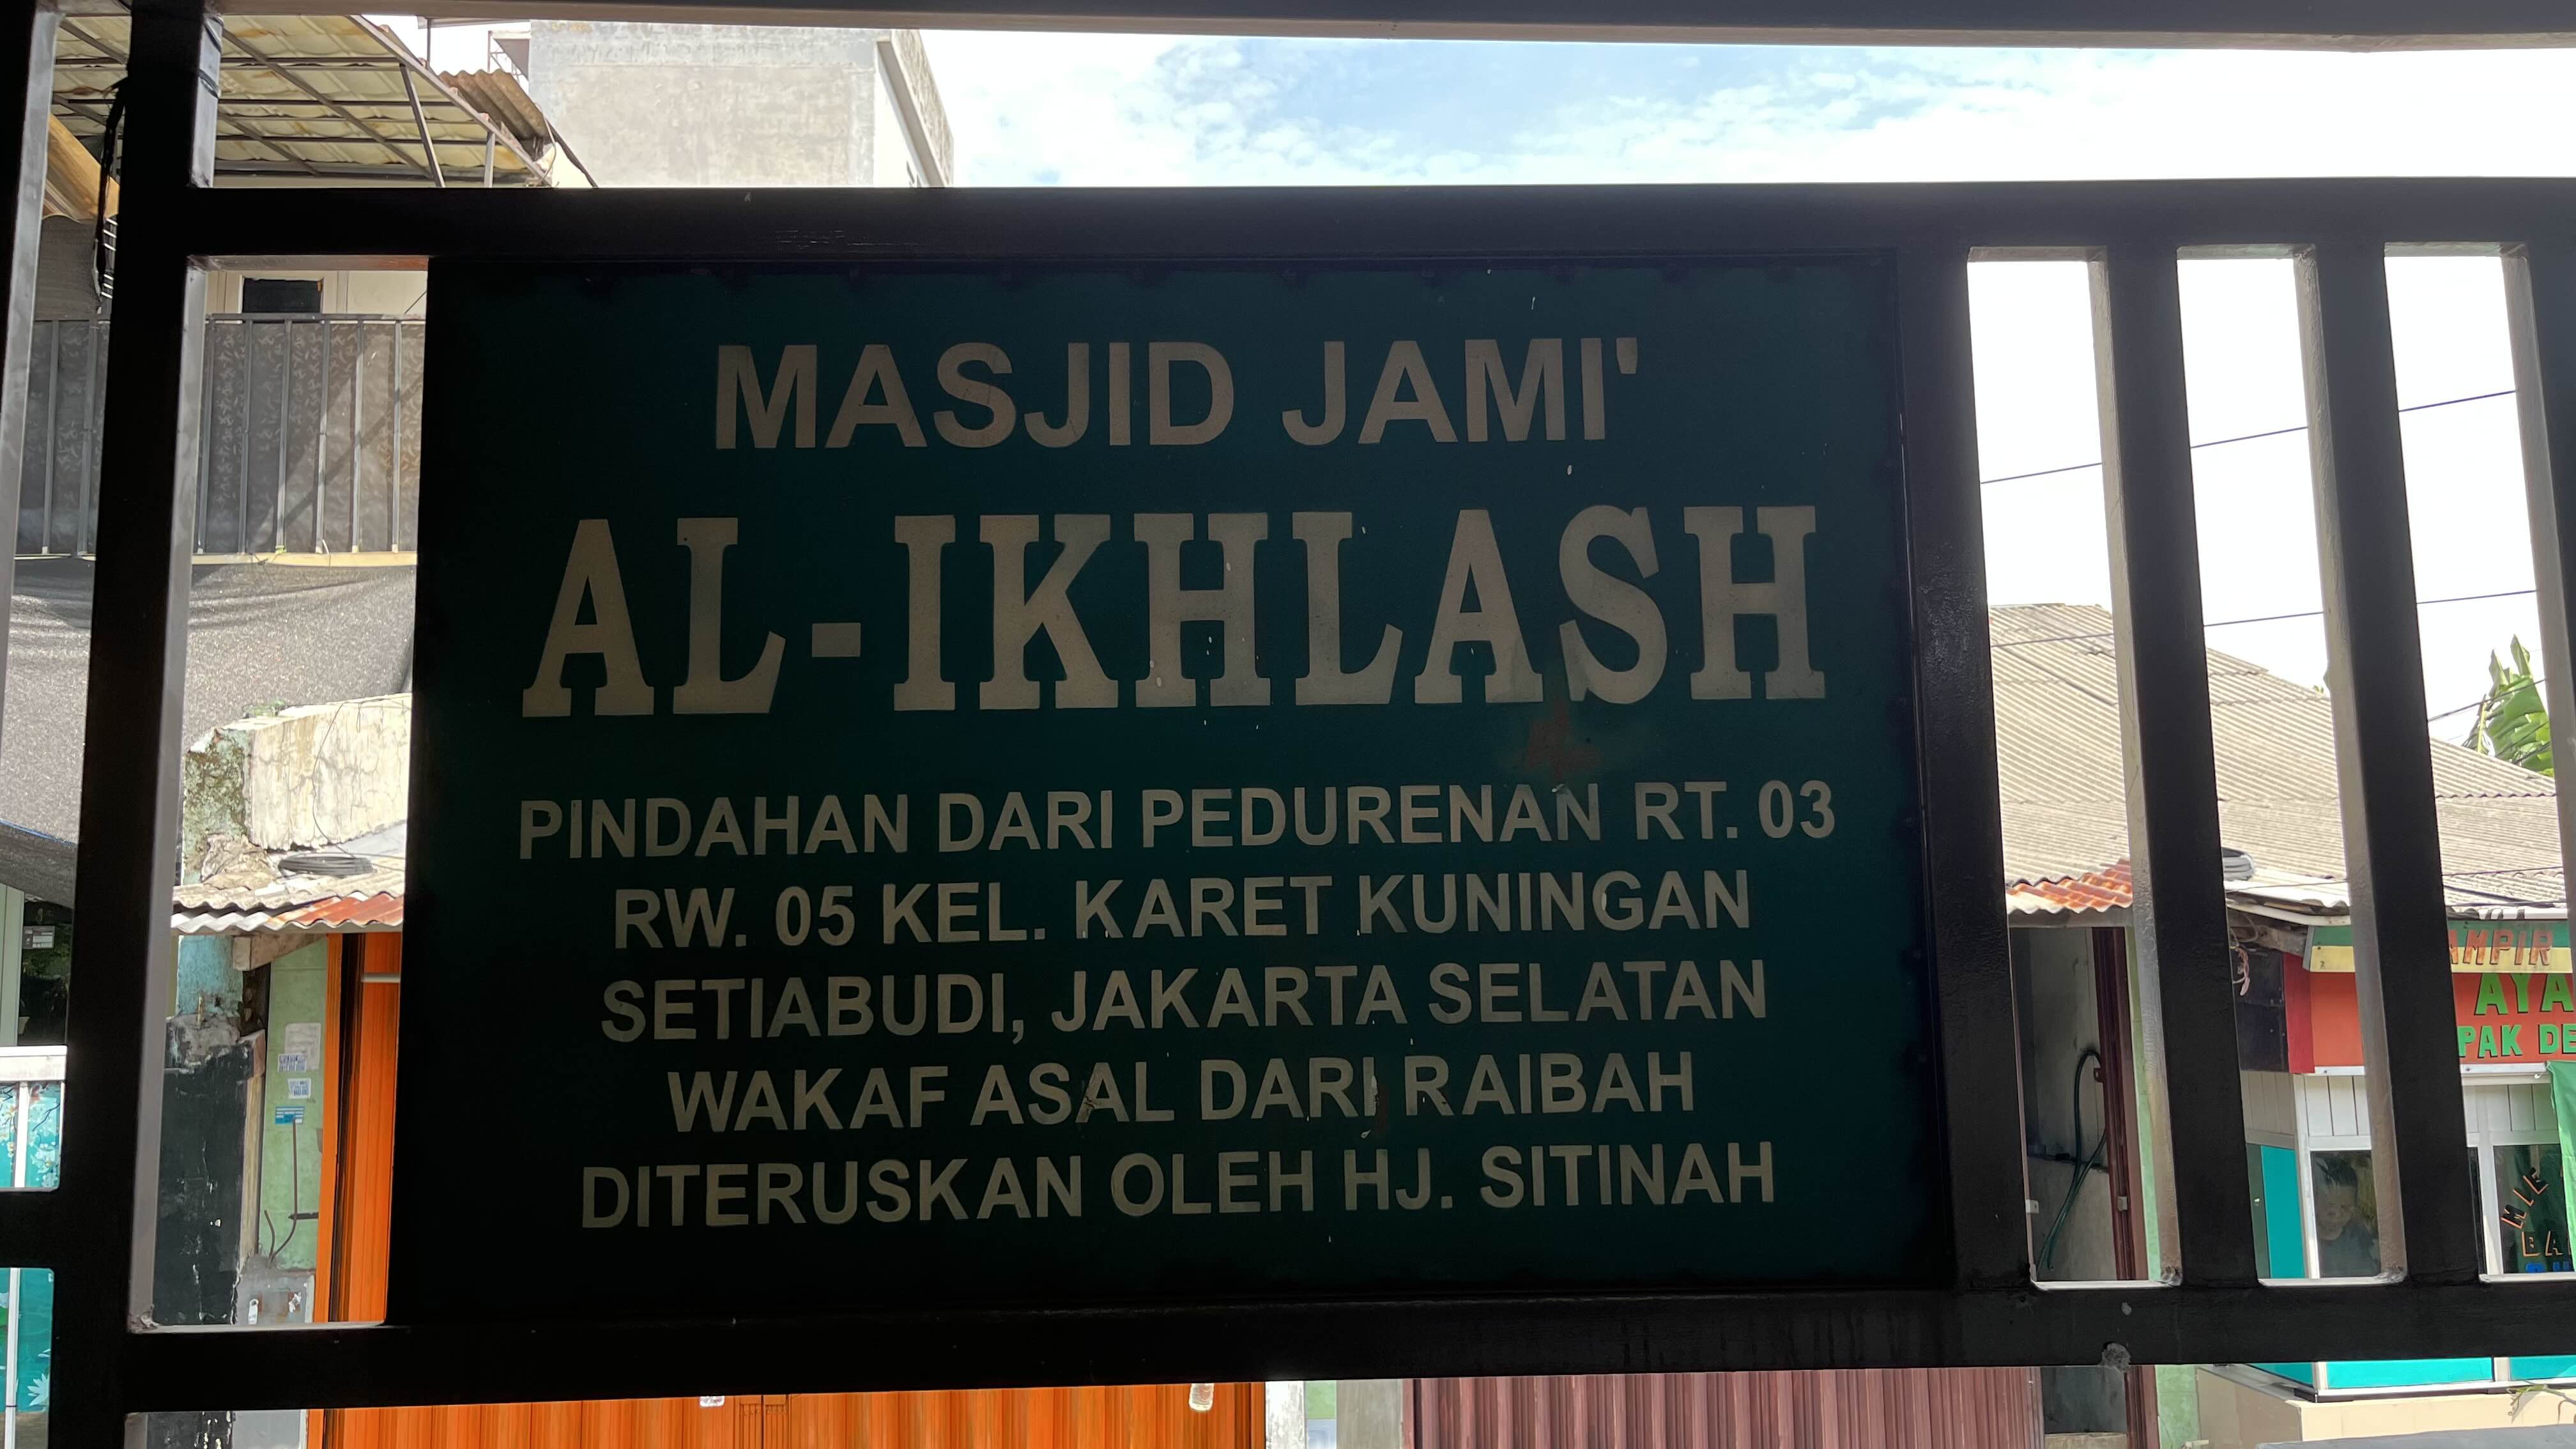 MASJID JAMI'
AL-IKHLASH
PINDAHAN DARI PEDURENAN RT. 03
RW. 05 KEL. KARET KUNINGAN
SETIABUDI, JAKARTA SELATAN
WAKAF ASAL DARI RAIBAH
DITERUSKAN OLEH HJ. SITINAH
MIE